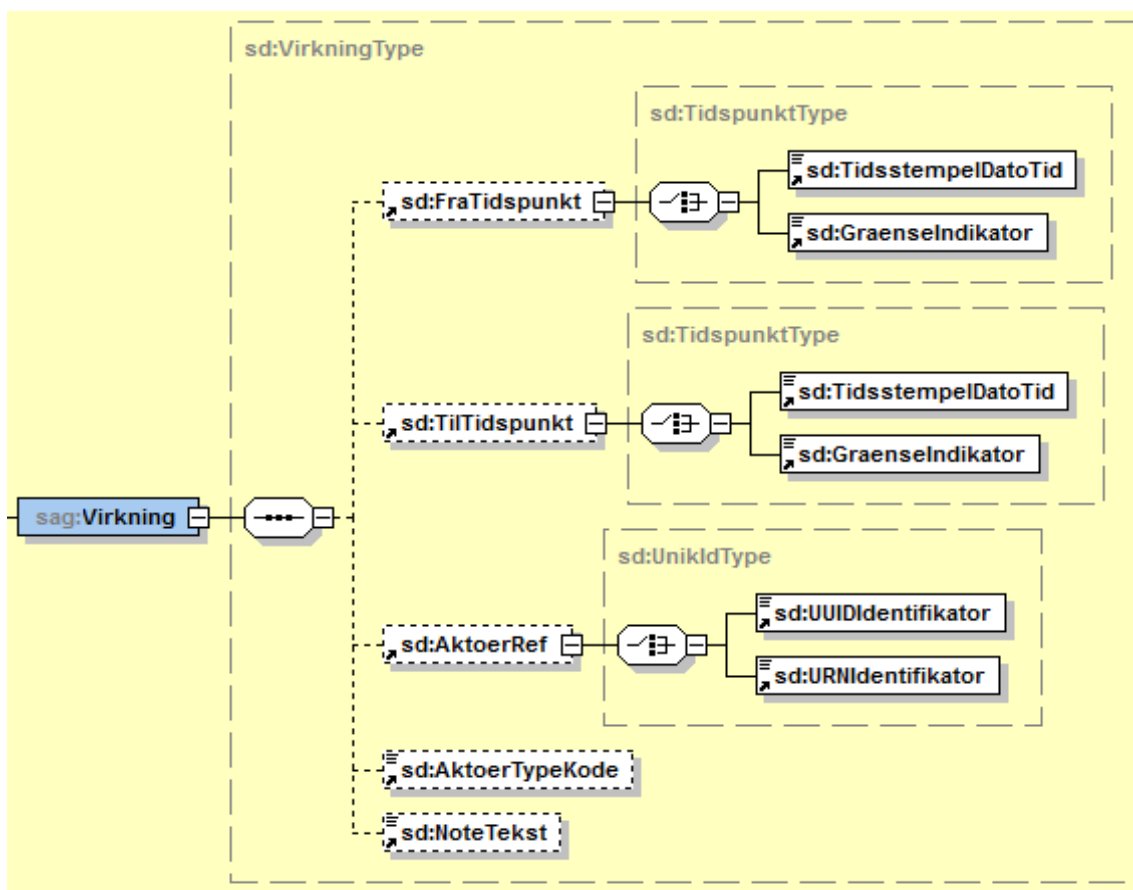 sd:VirkningType
sd:TidspunktType
sd:TidsstempelDatoTid
sd:FraTidspunkt
sd:GraenseIndikator
sd:TidspunktType
sd:TidsstempelDatoTid
sd:TilTidspunkt
sd:GraenseIndikator
sag:Virkning
sd:UnikIdType
sd:UUIDIdentifikator
sd:AktoerRef
sd:URNIdentifikator
sd:AktoerTypeKode
sd:NoteTekst